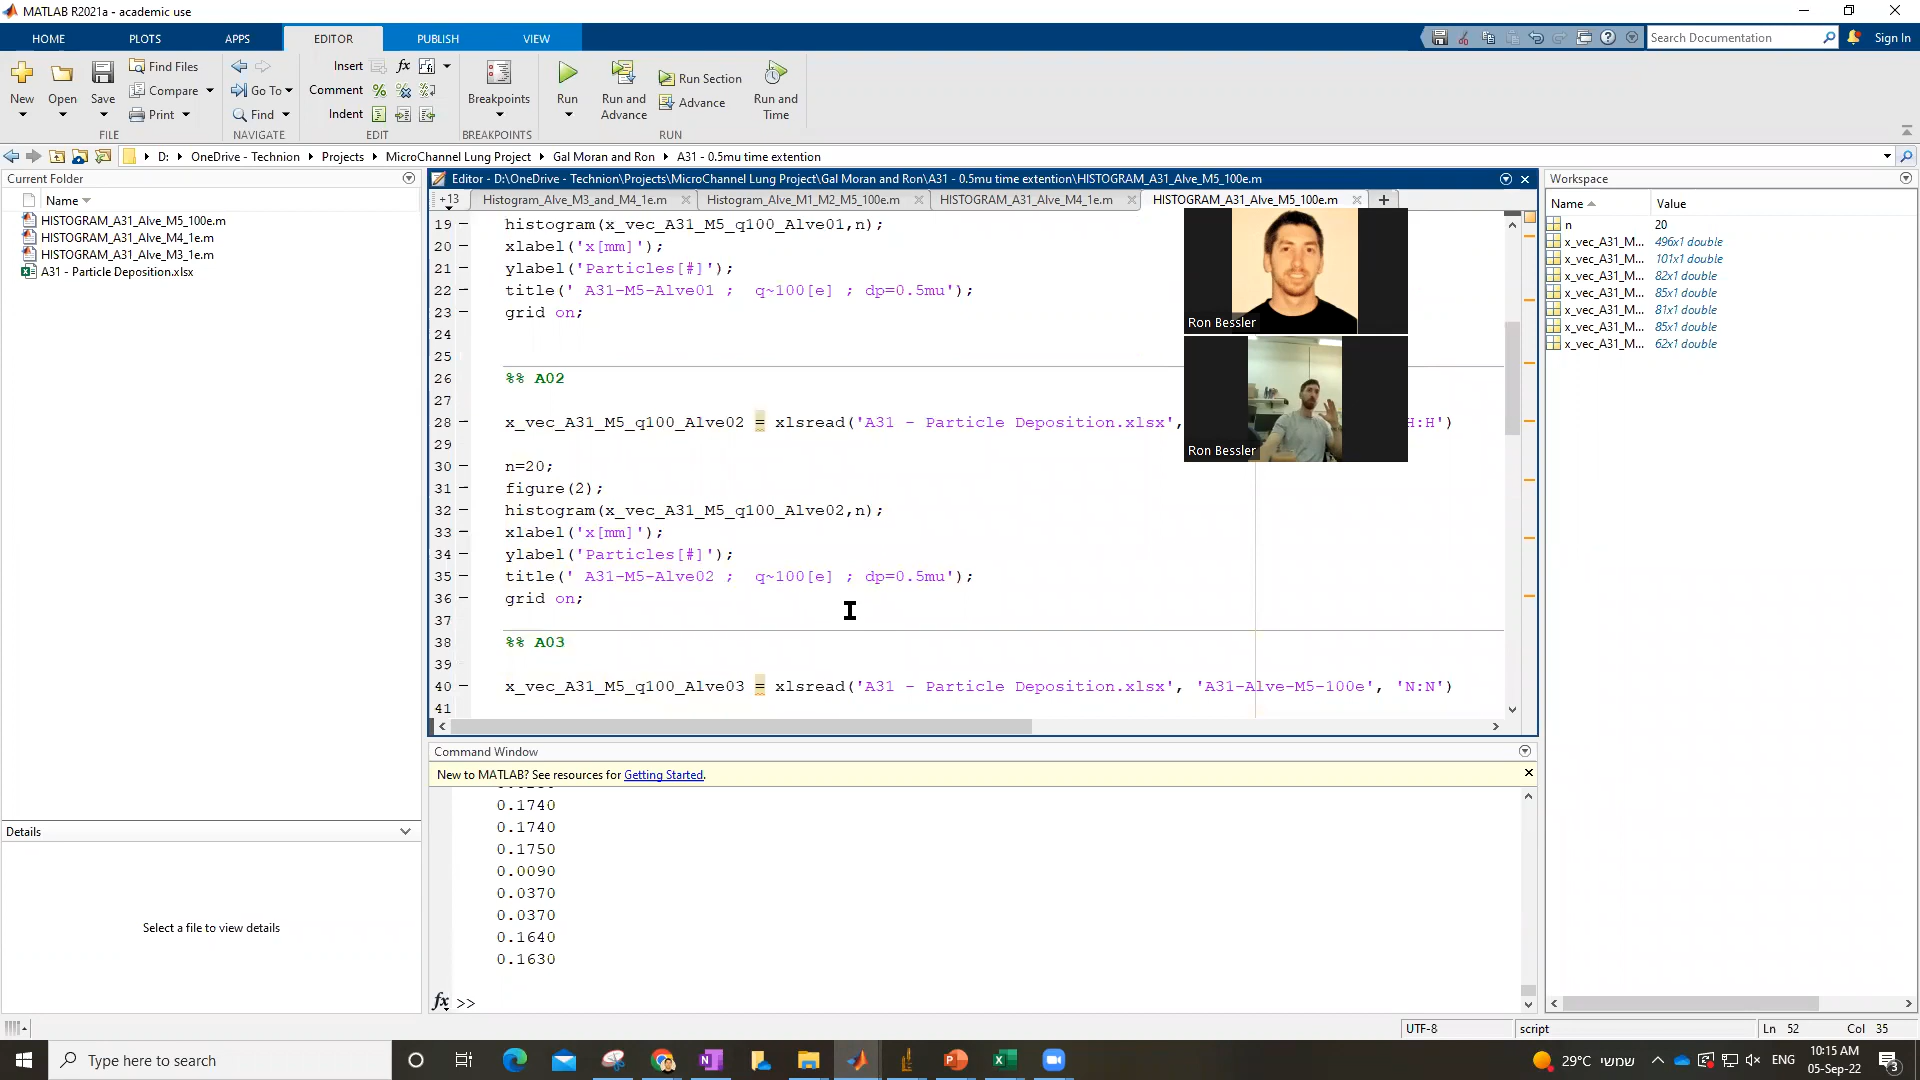 MATLAB R2021a - academic use
HOME PLOTS APPS EDITOR PUBLISH VIEW
Search Documentation Sign In
New Open Save Find Files Compare Print
Go To Find
Insert fx
Comment
Indent
Breakpoints Run Run and Advance Run Section Advance Run and Time
FILE NAVIGATE EDIT BREAKPOINTS RUN
D: OneDrive - Technion Projects MicroChannel Lung Project Gal Moran and Ron A31 - 0.5mu time extention
Current Folder
Name
HISTOGRAM_A31_Alve_M5_100e.m
HISTOGRAM_A31_Alve_M4_1e.m
HISTOGRAM_A31_Alve_M3_1e.m
A31 - Particle Deposition.xlsx
Details
Select a file to view details
Editor - D:\OneDrive - Technion\Projects\MicroChannel Lung Project\Gal Moran and Ron\A31 - 0.5mu time extention\HISTOGRAM_A31_Alve_M5_100e.m
+13 Histogram_Alve_M3_and_M4_1e.m Histogram_Alve_M1_M2_M5_100e.m HISTOGRAM_A31_Alve_M4_1e.m HISTOGRAM_A31_Alve_M5_100e.m
19 histogram(x_vec_A31_M5_q100_Alve01,n);
20 xlabel('x[mm]');
21 ylabel('Particles[#]');
22 title(' A31-M5-Alve01 ;  q~100[e] ; dp=0.5mu');
23 grid on;
24
25
26 %% A02
27
28 x_vec_A31_M5_q100_Alve02 = xlsread('A31 - Particle Deposition.xlsx', H:H')
29
30 n=20;
31 figure(2);
32 histogram(x_vec_A31_M5_q100_Alve02,n);
33 xlabel('x[mm]');
34 ylabel('Particles[#]');
35 title(' A31-M5-Alve02 ;  q~100[e] ; dp=0.5mu');
36 grid on;
37
38 %% A03
39
40 x_vec_A31_M5_q100_Alve03 = xlsread('A31 - Particle Deposition.xlsx', 'A31-Alve-M5-100e', 'N:N')
41
Ron Bessler
Ron Bessler
Command Window
New to MATLAB? See resources for Getting Started.
0.1740
0.1740
0.1750
0.0090
0.0370
0.0370
0.1640
0.1630
fx >>
Workspace
Name Value
n 20
x_vec_A31_M... 496x1 double
x_vec_A31_M... 101x1 double
x_vec_A31_M... 82x1 double
x_vec_A31_M... 85x1 double
x_vec_A31_M... 81x1 double
x_vec_A31_M... 85x1 double
x_vec_A31_M... 62x1 double
UTF-8 script Ln 52 Col 35
Type here to search
29°C שמשי ENG 10:15 AM
05-Sep-22
3